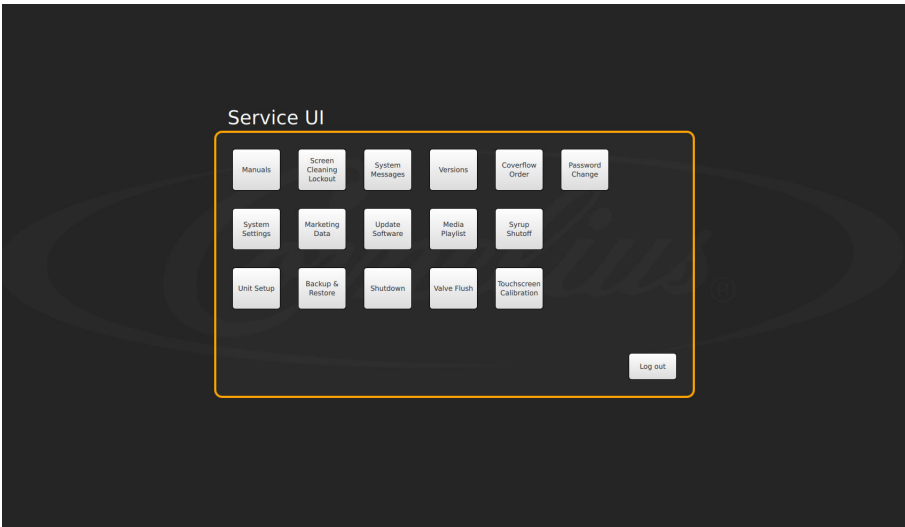 Service UI
Manuals
Screen
Cleaning
Lockout
System
Messages
Versions
Coverflow
Order
Password
Change
System
Settings
Marketing
Data
Update
Software
Media
Playlist
Syrup
Shutoff
Unit Setup
Backup &
Restore
Shutdown
Valve Flush
Touchscreen
Calibration
Log out
Cornelius
®